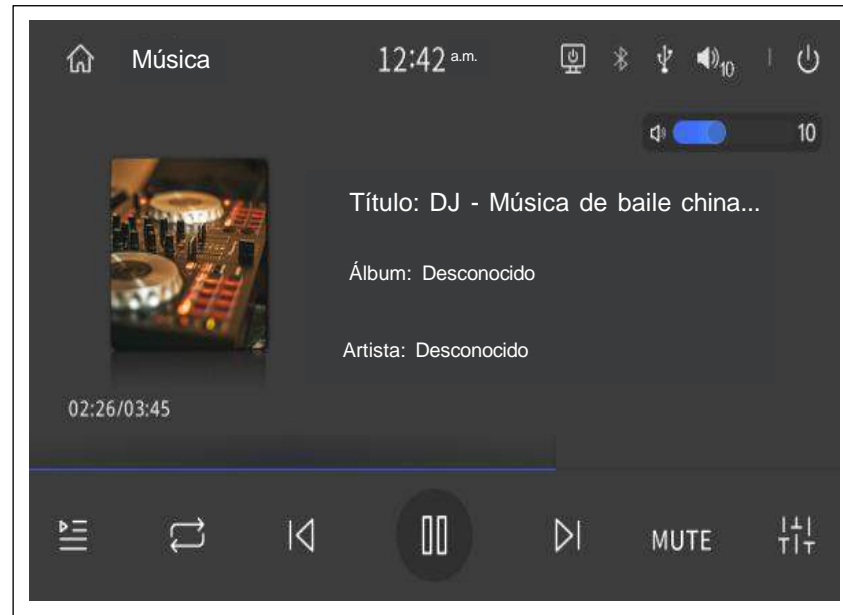 Música
12:42 a.m.
10
10
Título: DJ - Música de baile china...
Álbum: Desconocido
Artista: Desconocido
02:26/03:45
MUTE